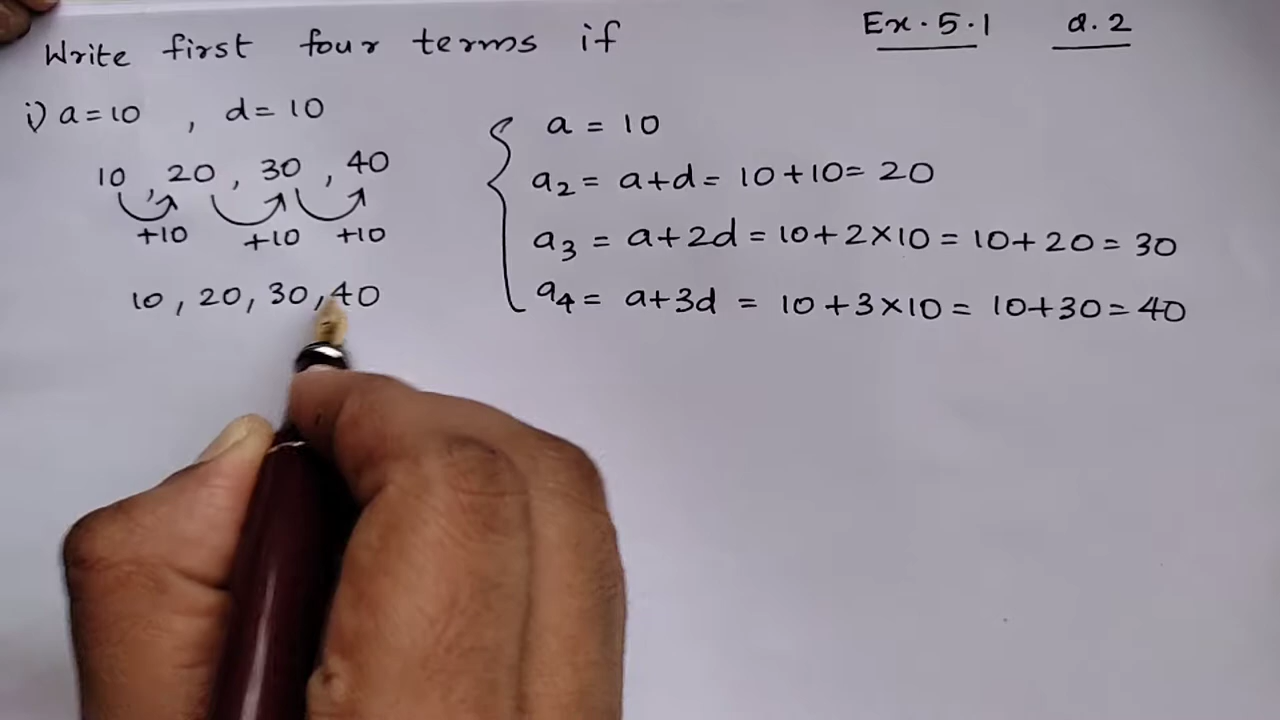 Write first four terms if
Ex. 5.1 Q.2
i) a = 10 , d = 10
10 , 20 , 30 , 40
+10 +10 +10
10 , 20 , 30 , 40
a = 10
a₂ = a+d = 10+10 = 20
a₃ = a+2d = 10+2×10 = 10+20 = 30
a₄ = a+3d = 10+3×10 = 10+30 = 40